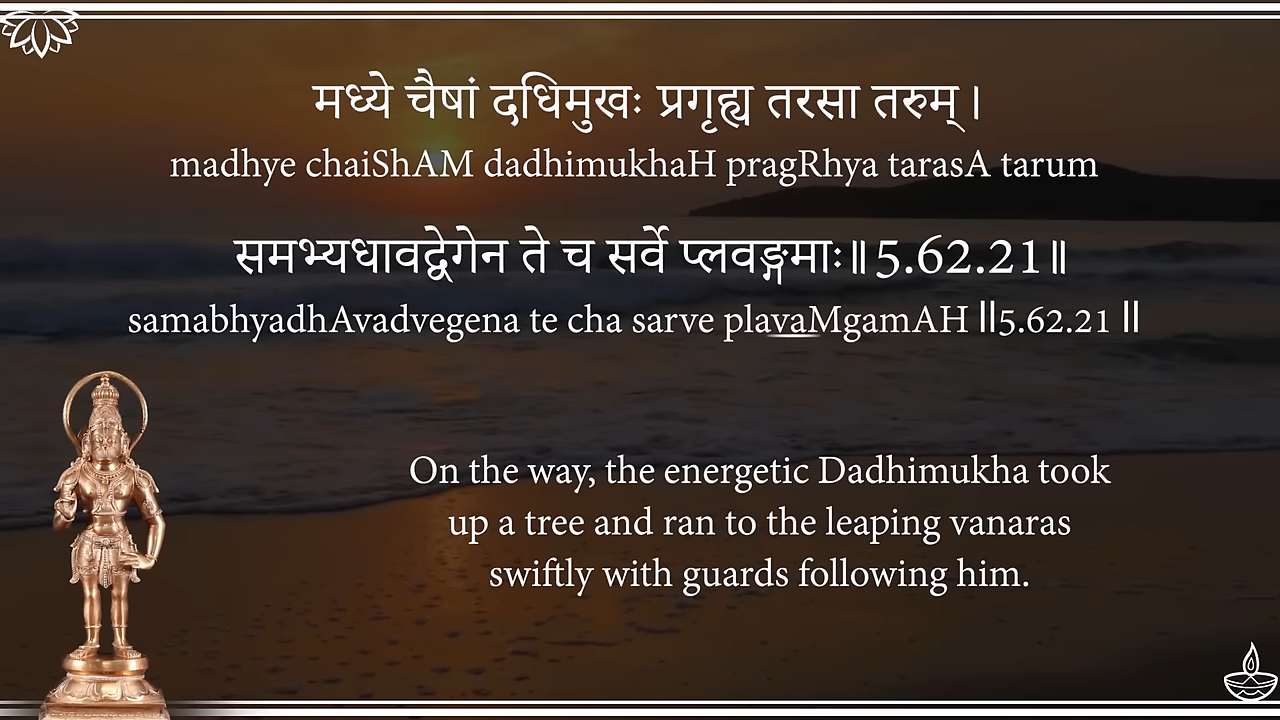 मध्ये चैषां दधिमुखः प्रगृह्य तरसा तरुम्।
madhye chaiShAM dadhimukhaH pragRhya tarasA tarum
समभ्यधावद्वेगेन ते च सर्वे प्लवङ्गमाः॥5.62.21॥
samabhyadhAvadvegena te cha sarve plavaMgamAH ||5.62.21 ||
On the way, the energetic Dadhimukha took
up a tree and ran to the leaping vanaras
swiftly with guards following him.